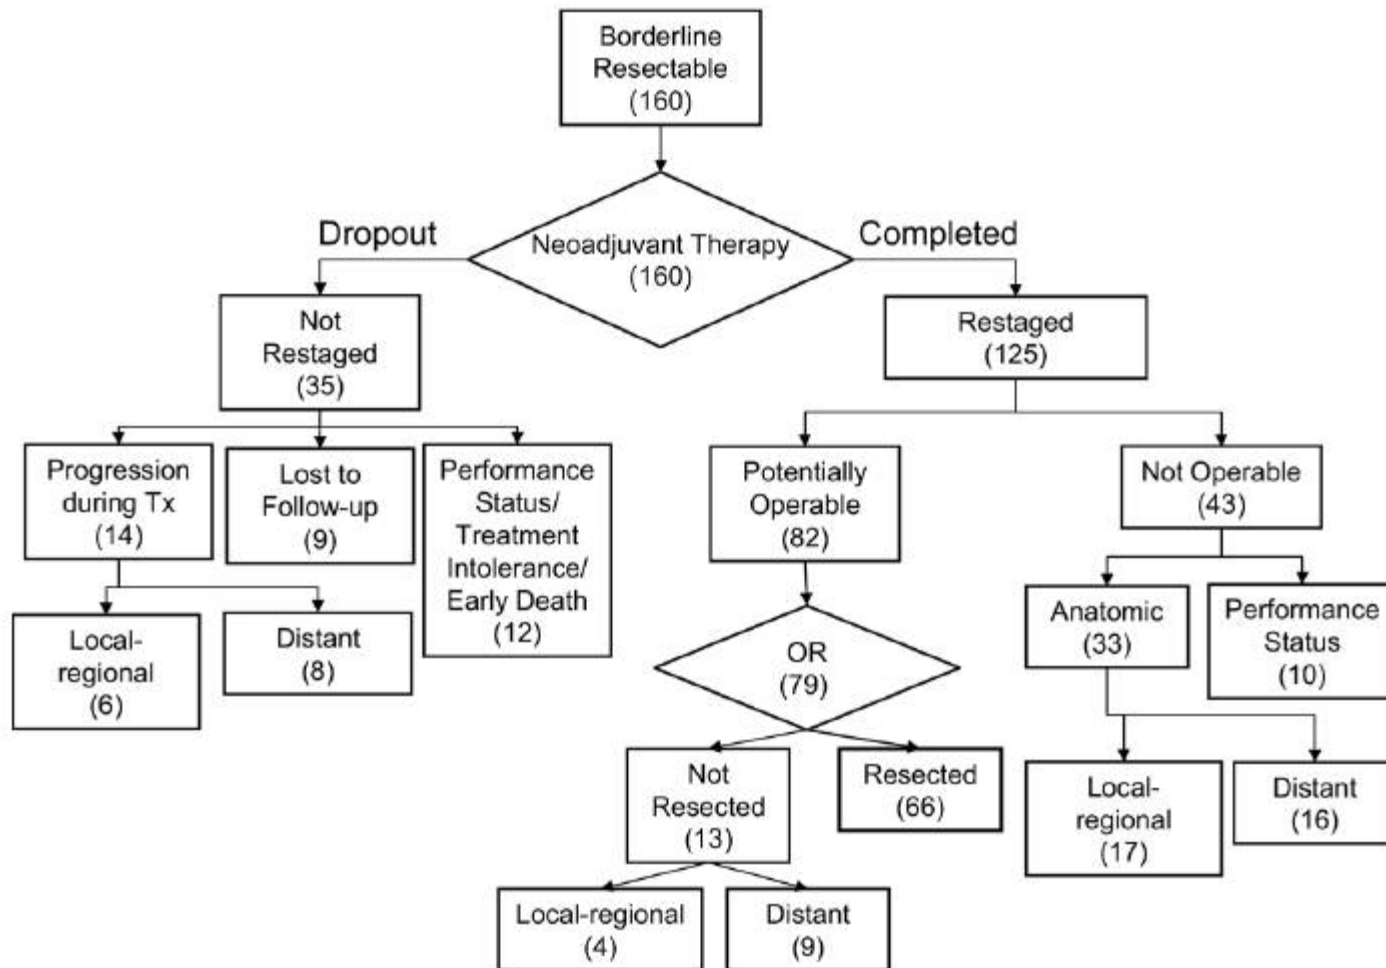 Borderline
Resectable
(160)
Dropout
Neoadjuvant Therapy
(160)
Completed
Not
Restaged
(35)
Restaged
(125)
Progression
during Tx
(14)
Lost to
Follow-up
(9)
Performance
Status/
Treatment
Intolerance/
Early Death
(12)
Potentially
Operable
(82)
Not Operable
(43)
Local-
regional
(6)
Distant
(8)
OR
(79)
Anatomic
(33)
Performance
Status
(10)
Not
Resected
(13)
Resected
(66)
Local-
regional
(17)
Distant
(16)
Local-regional
(4)
Distant
(9)